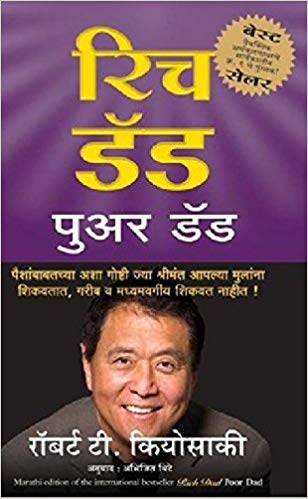 बेस्ट
सेलर
रिच
डॅड
पुअर डॅड
पैशांबाबतच्या अशा गोष्टी ज्या श्रीमंत आपल्या मुलांना
शिकवतात, गरीब व मध्यमवर्गीय शिकवत नाहीत !
रॉबर्ट टी. कियोसाकी
अनुवाद : अभिजित थिटे
Marathi edition of the international bestseller Rich Dad Poor Dad